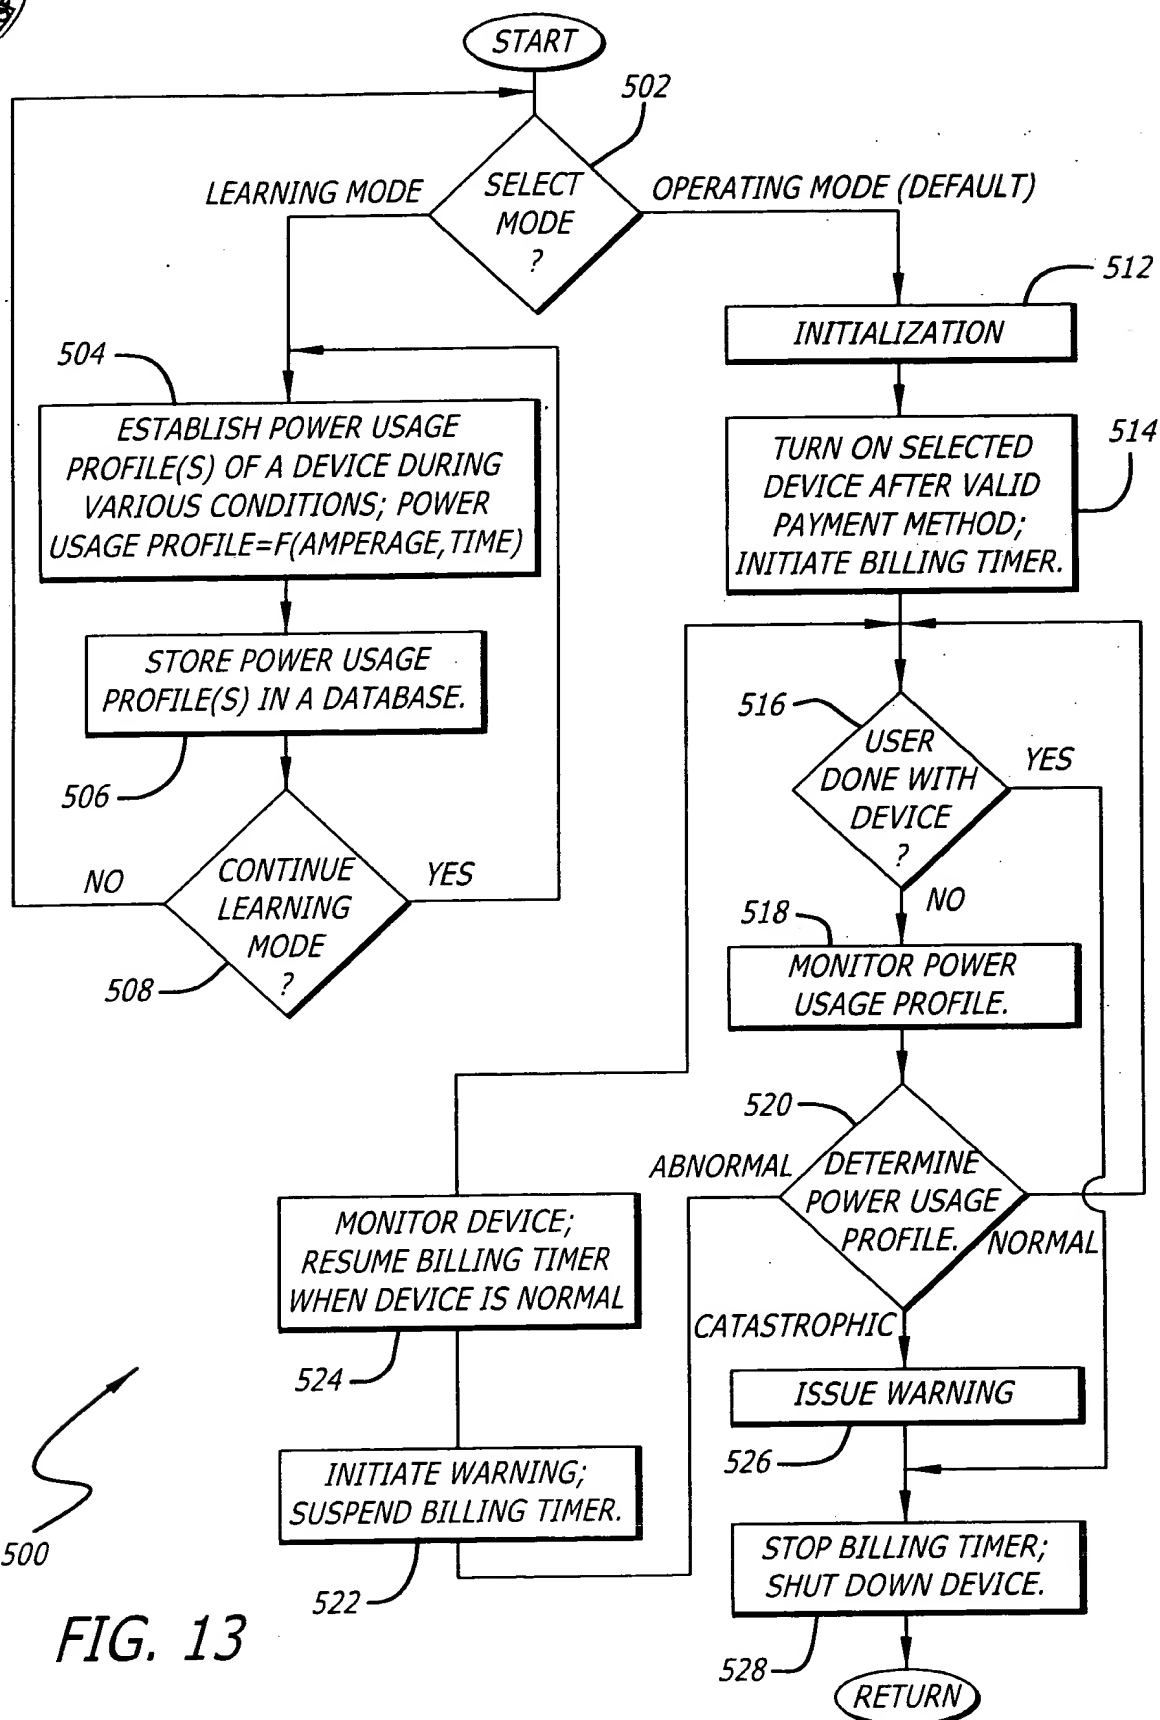 START
502
SELECT
MODE
?
LEARNING MODE
OPERATING MODE (DEFAULT)
504
ESTABLISH POWER USAGE
PROFILE(S) OF A DEVICE DURING
VARIOUS CONDITIONS; POWER
USAGE PROFILE=F(AMPERAGE,TIME)
STORE POWER USAGE
PROFILE(S) IN A DATABASE.
506
CONTINUE
LEARNING
MODE
?
NO
YES
508
512
INITIALIZATION
514
TURN ON SELECTED
DEVICE AFTER VALID
PAYMENT METHOD;
INITIATE BILLING TIMER.
516
USER
DONE WITH
DEVICE
?
YES
NO
518
MONITOR POWER
USAGE PROFILE.
520
DETERMINE
POWER USAGE
PROFILE.
ABNORMAL
NORMAL
CATASTROPHIC
MONITOR DEVICE;
RESUME BILLING TIMER
WHEN DEVICE IS NORMAL
524
INITIATE WARNING;
SUSPEND BILLING TIMER.
522
ISSUE WARNING
526
STOP BILLING TIMER;
SHUT DOWN DEVICE.
528
RETURN
500
FIG. 13